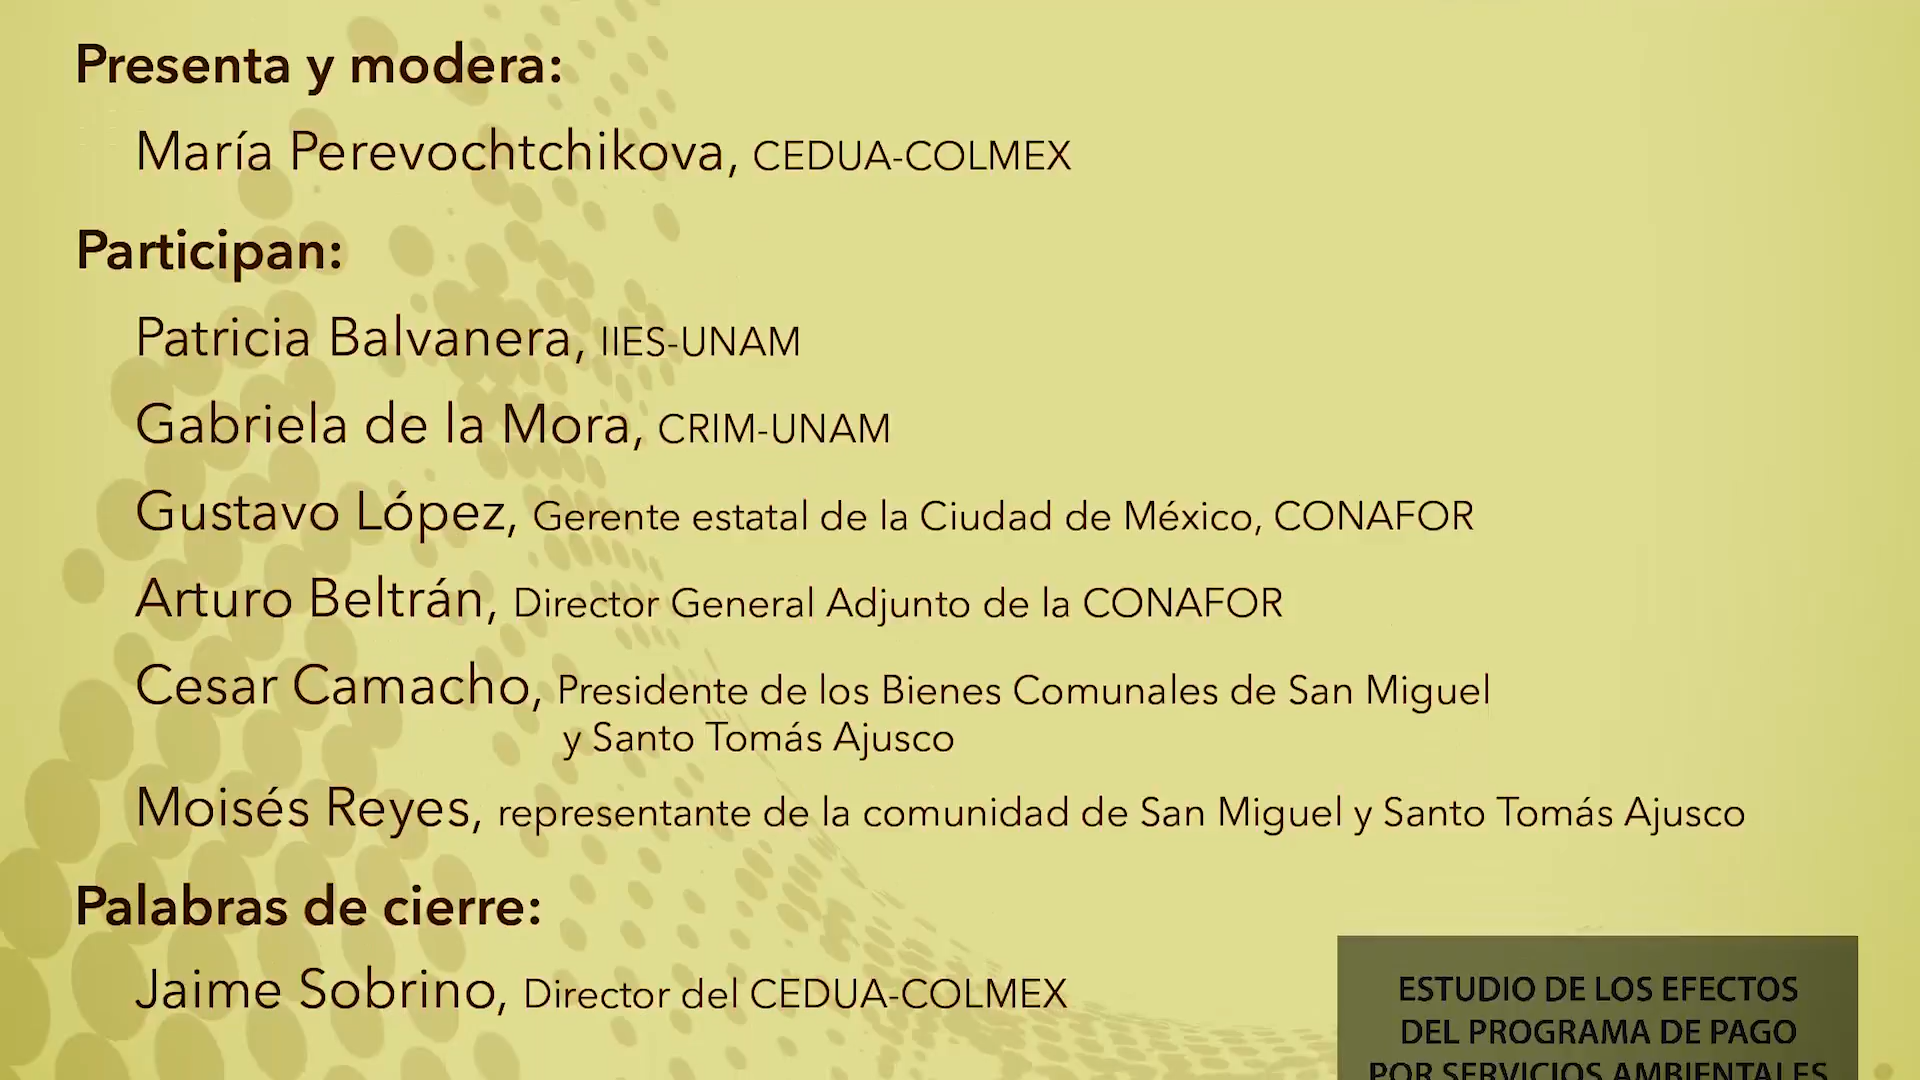 Presenta y modera:
María Perevochtchikova, CEDUA-COLMEX
Participan:
Patricia Balvanera, IIES-UNAM
Gabriela de la Mora, CRIM-UNAM
Gustavo López, Gerente estatal de la Ciudad de México, CONAFOR
Arturo Beltrán, Director General Adjunto de la CONAFOR
Cesar Camacho, Presidente de los Bienes Comunales de San Miguel
y Santo Tomás Ajusco
Moisés Reyes, representante de la comunidad de San Miguel y Santo Tomás Ajusco
Palabras de cierre:
Jaime Sobrino, Director del CEDUA-COLMEX
ESTUDIO DE LOS EFECTOS
DEL PROGRAMA DE PAGO
POR SERVICIOS AMBIENTALES